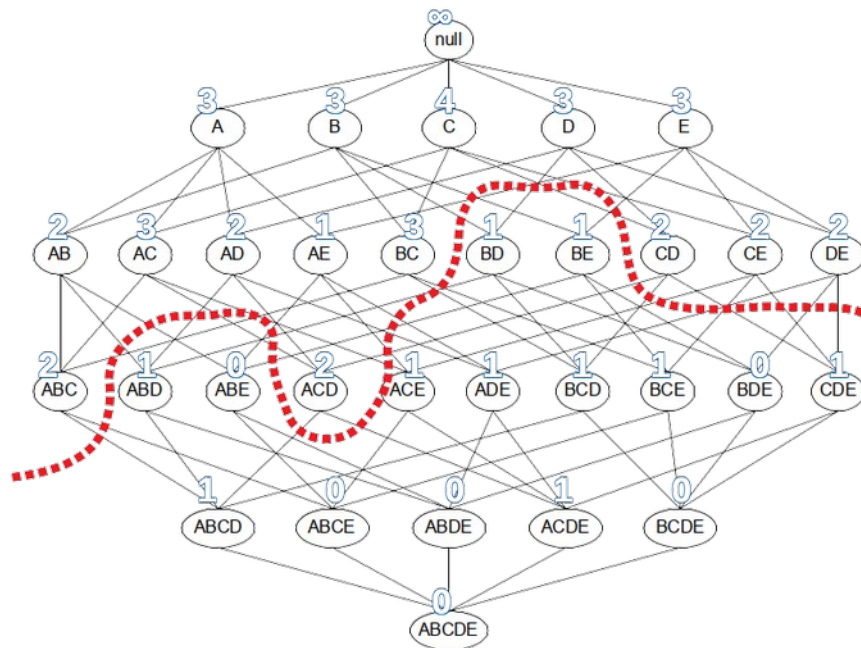 ∞
null
3 3 4 3 3
A B C D E
2 3 2 1 3 1 1 2 2 2
AB AC AD AE BC BD BE CD CE DE
2 1 0 2 1 1 1 1 0 1
ABC ABD ABE ACD ACE ADE BCD BCE BDE CDE
1 0 0 1 0
ABCD ABCE ABDE ACDE BCDE
0
ABCDE